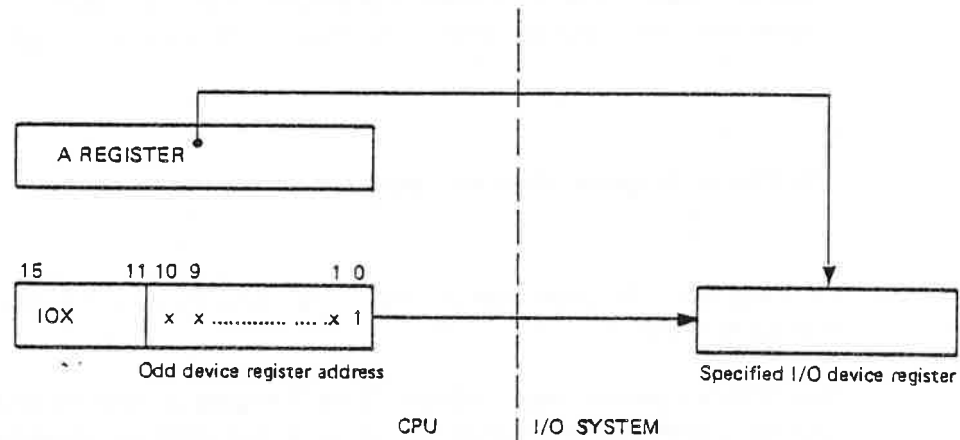 A REGISTER
15 11 10 9 1 0
IOX x x ............. .....x 1
Odd device register address
Specified I/O device register
CPU I/O SYSTEM